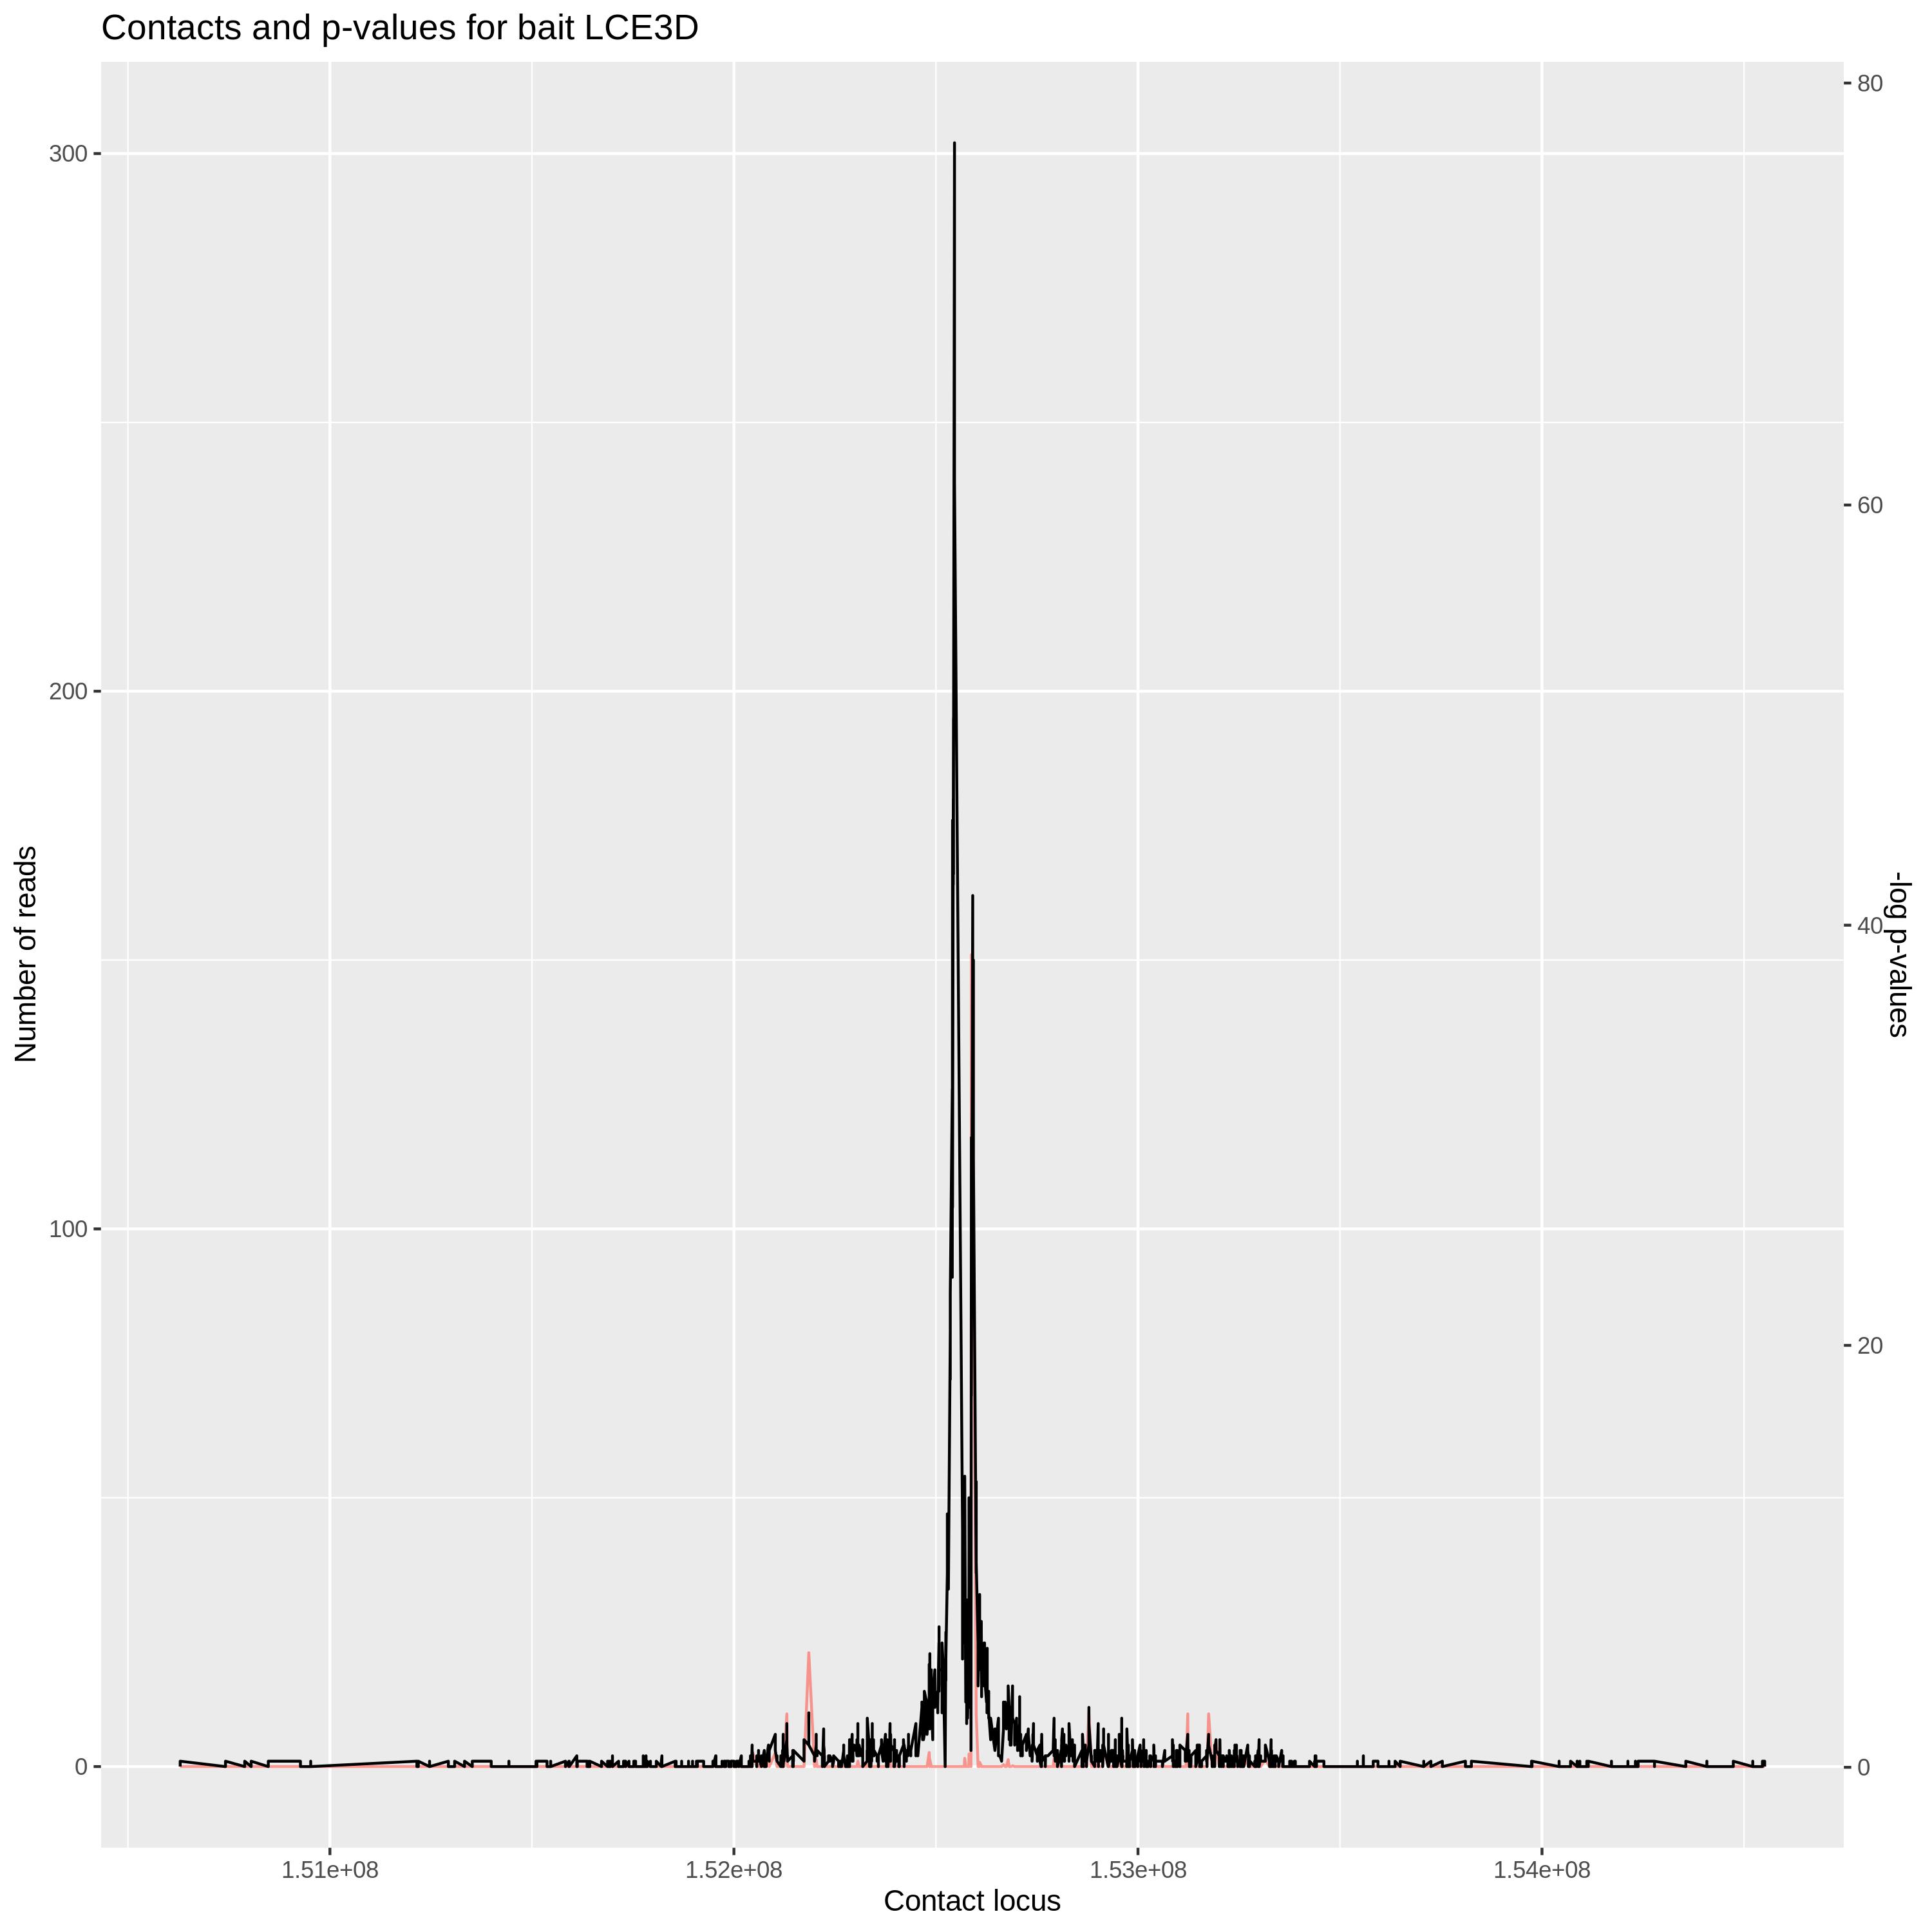 Contacts and p-values for bait LCE3D
80
300
60
200
Number of reads
-log p-values
40
100
20
0
0
1.51e+08
1.52e+08
1.53e+08
1.54e+08
Contact locus